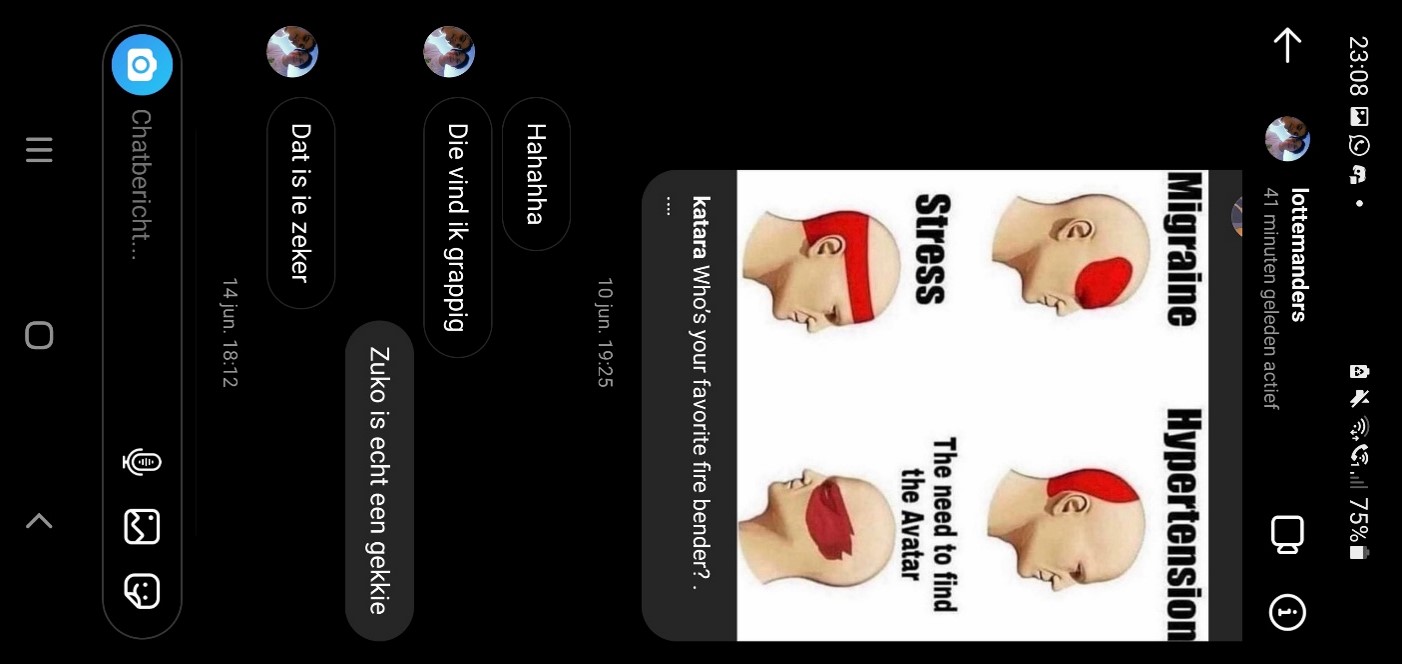 23:08
75%
lottemanders
41 minuten geleden actief
Migraine
Hypertension
Stress
The need to find
the Avatar
katara Who's your favorite fire bender? .
....
10 jun. 19:25
Hahahha
Die vind ik grappig
Zuko is echt een gekkie
Dat is ie zeker
14 jun. 18:12
Chatbericht...